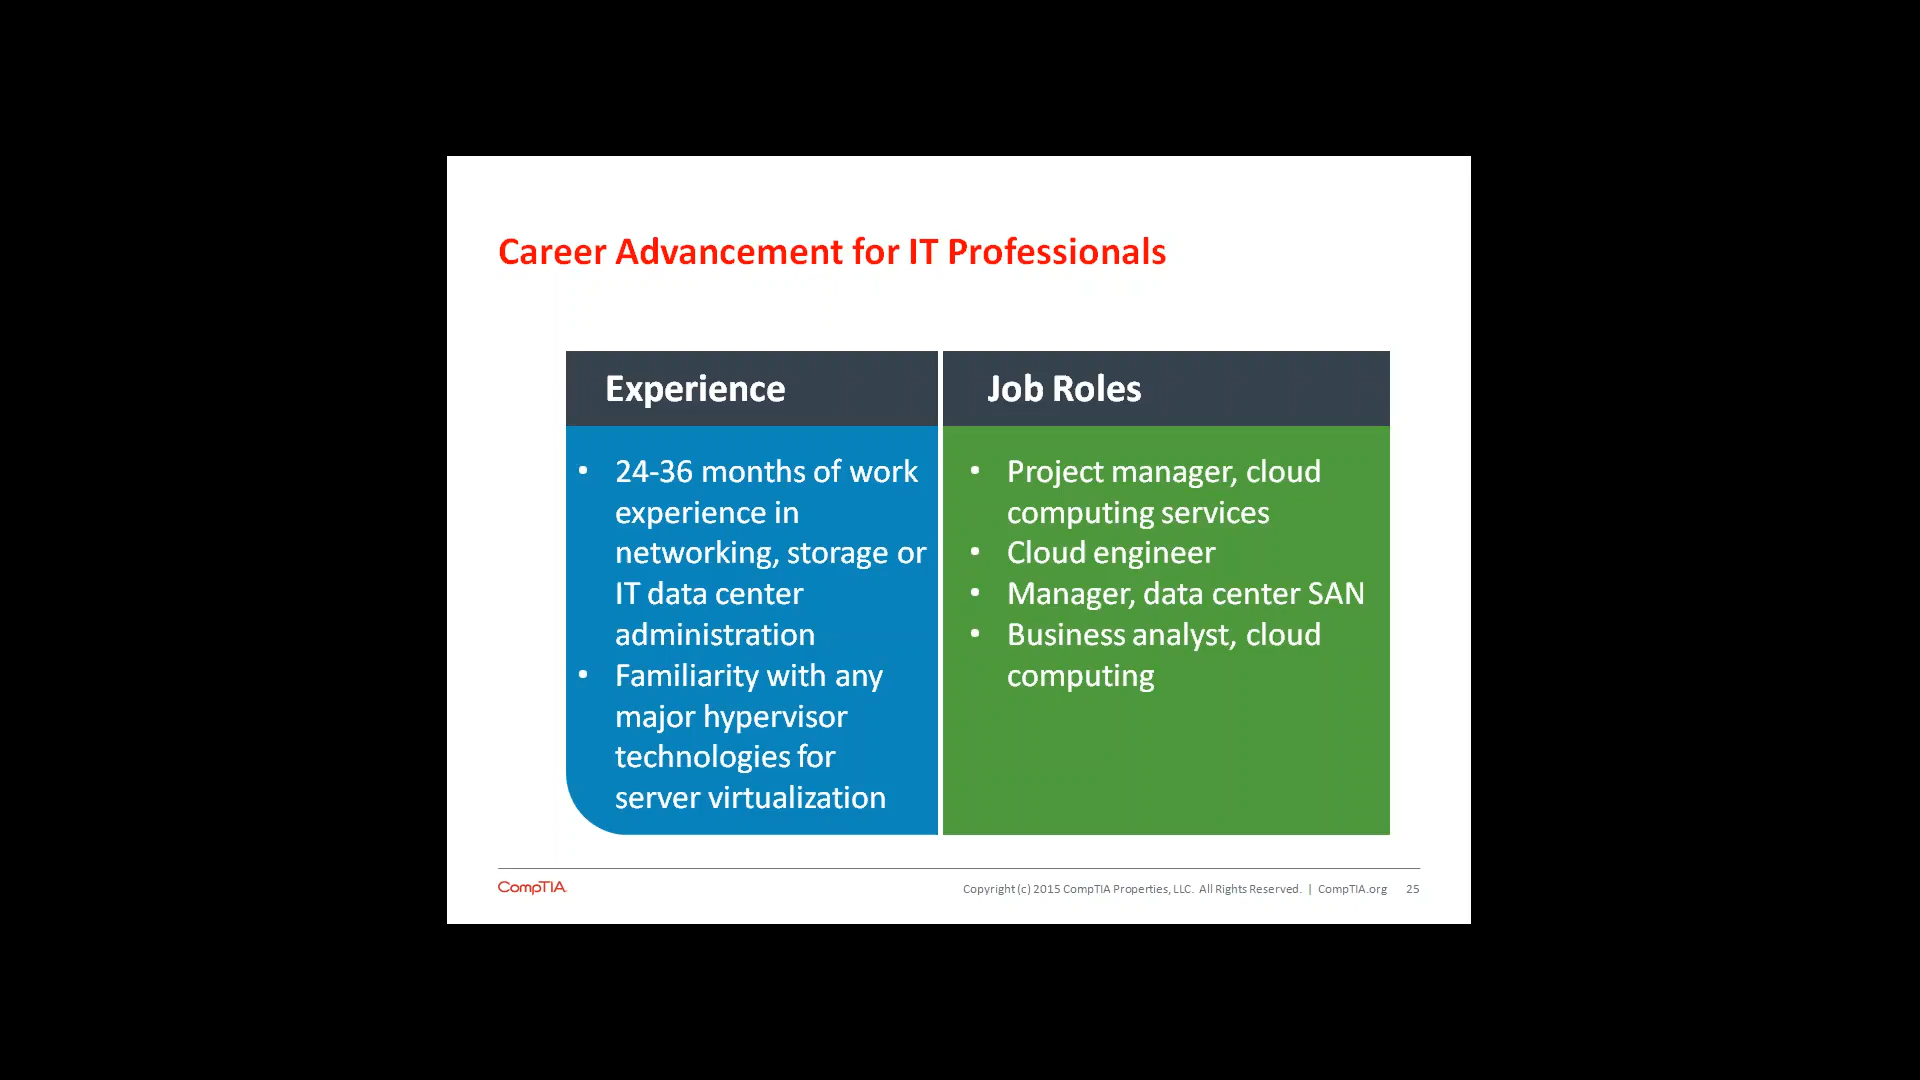 Career Advancement for IT Professionals
Experience
• 24-36 months of work
experience in
networking, storage or
IT data center
administration
• Familiarity with any
major hypervisor
technologies for
server virtualization
Job Roles
• Project manager, cloud
computing services
• Cloud engineer
• Manager, data center SAN
• Business analyst, cloud
computing
CompTIA
Copyright (c) 2015 CompTIA Properties, LLC. All Rights Reserved. | CompTIA.org 25